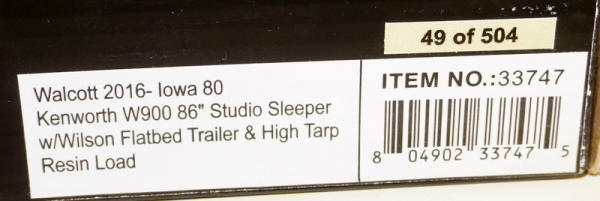 49 of 504
Walcott 2016- Iowa 80
Kenworth W900 86" Studio Sleeper
w/Wilson Flatbed Trailer & High Tarp
Resin Load
ITEM NO.:33747
8 04902 33747 5